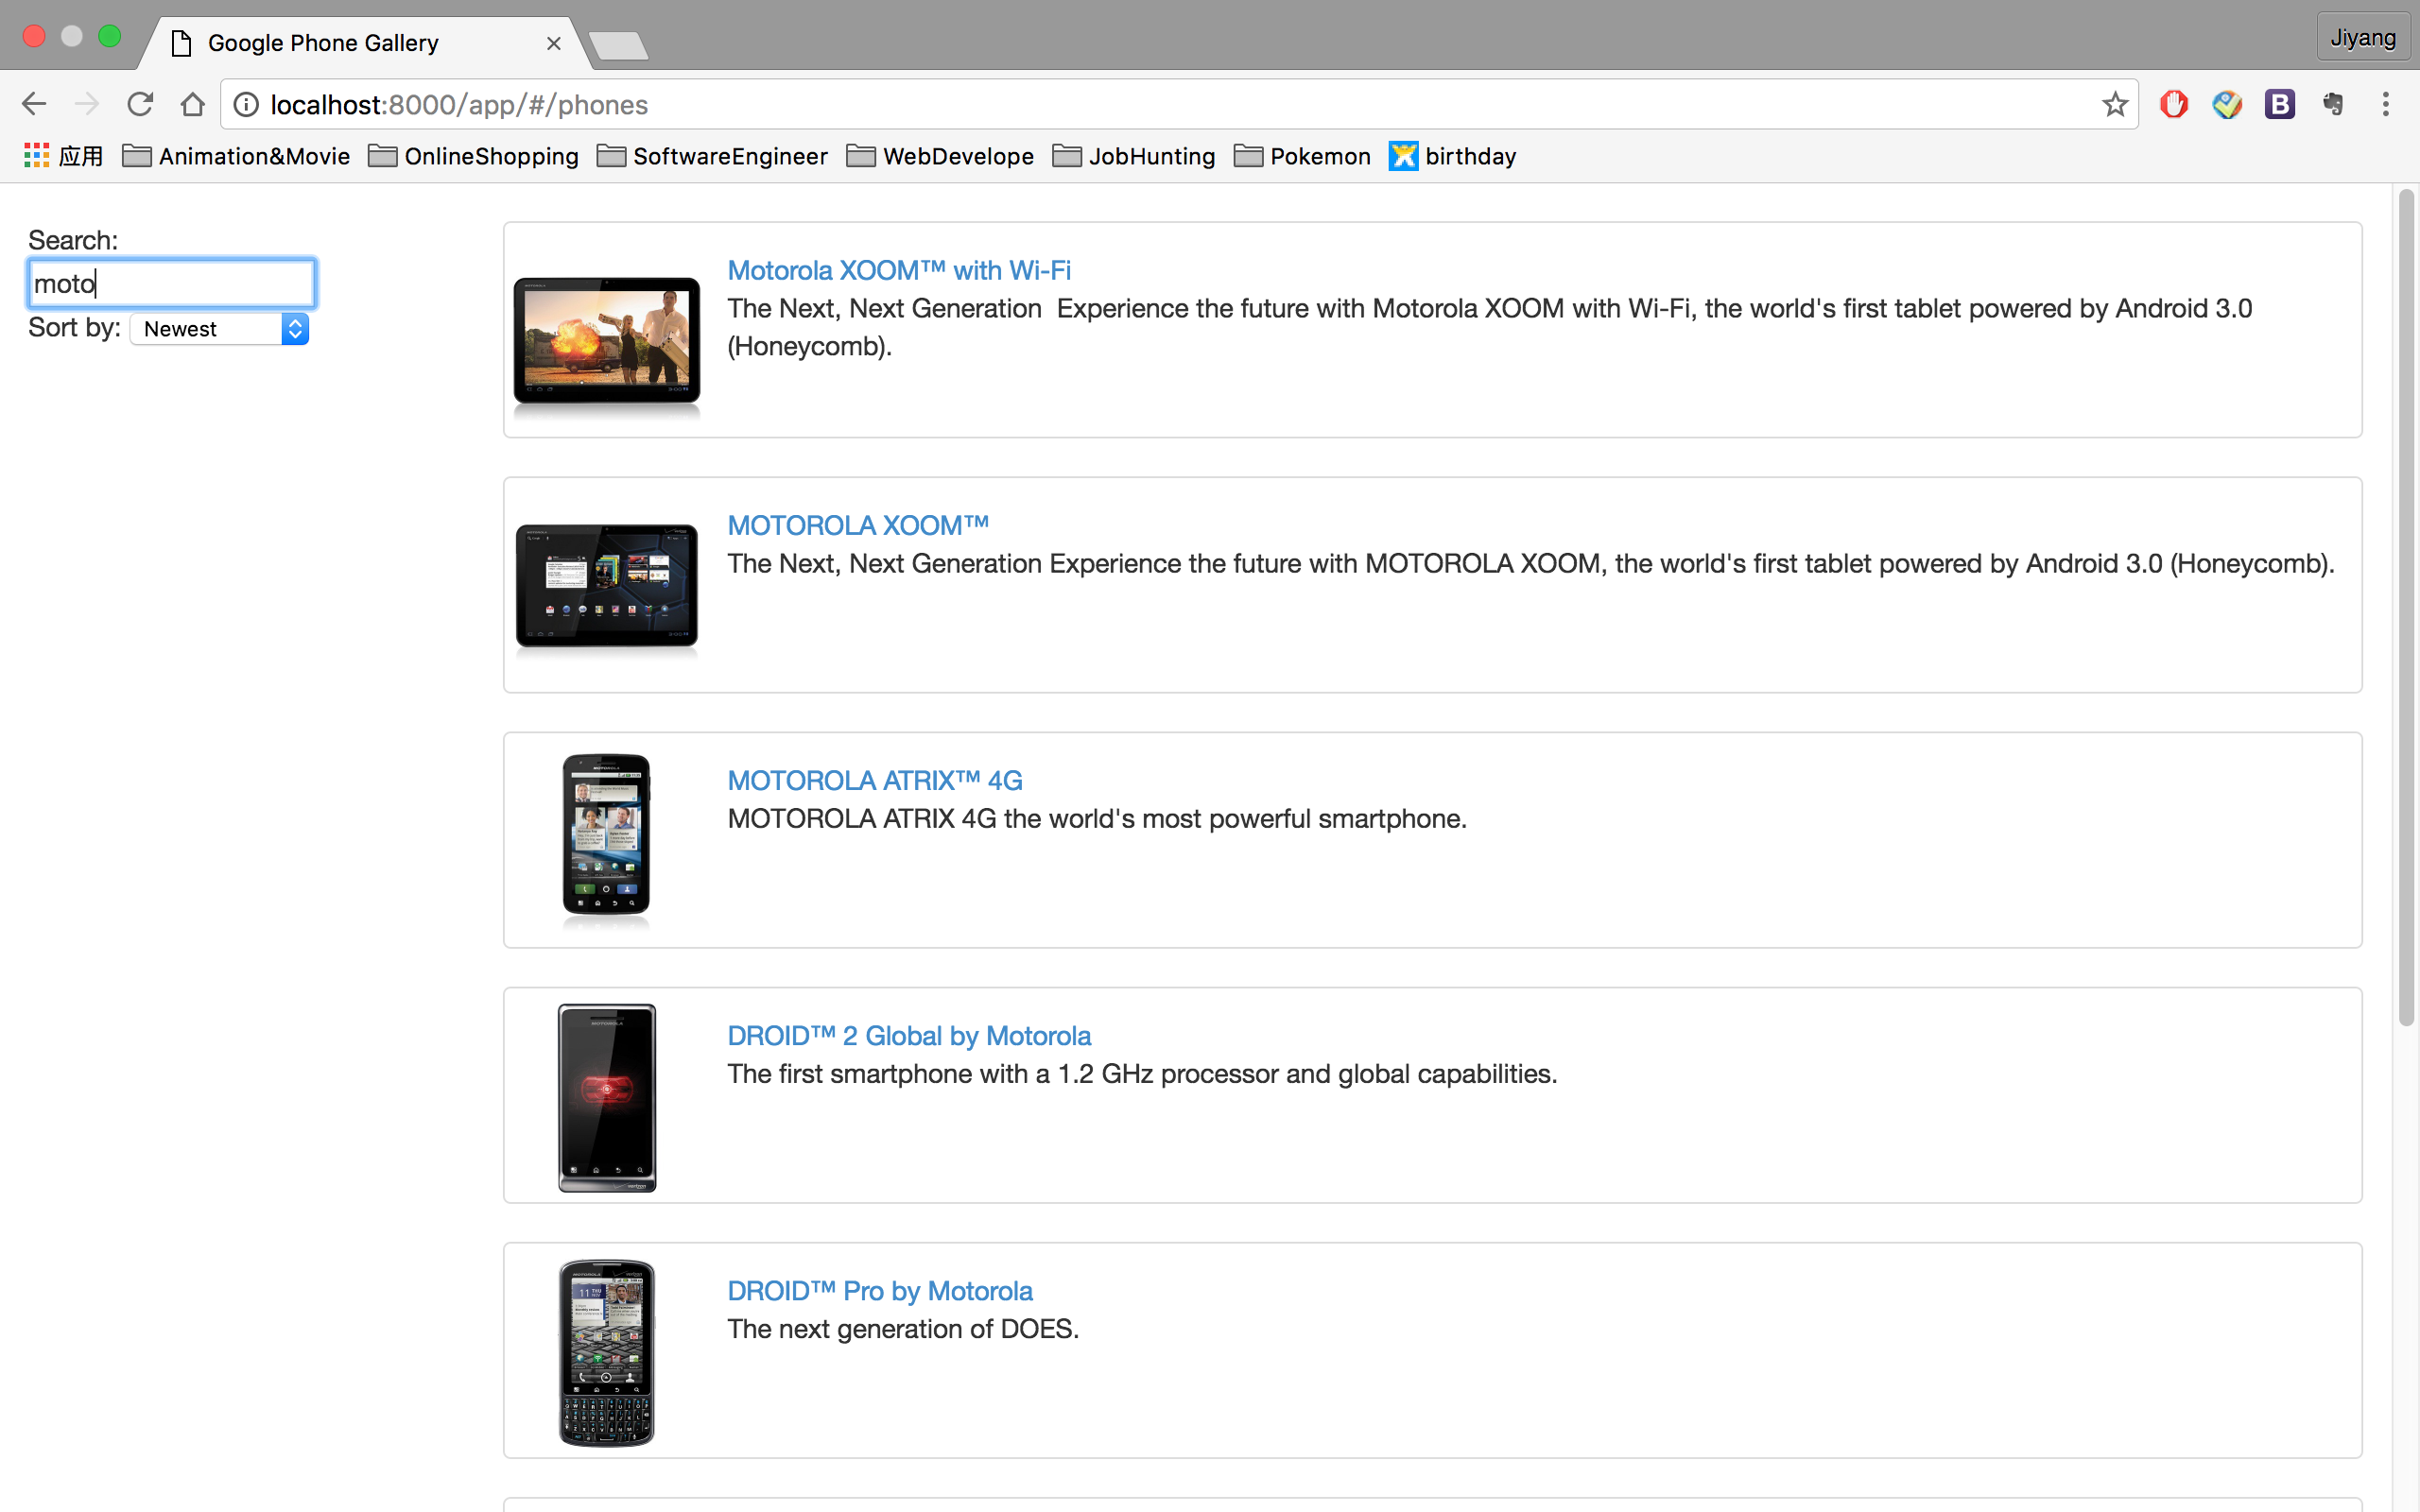 Google Phone Gallery
Jiyang
localhost:8000/app/#/phones
应用 Animation&Movie OnlineShopping SoftwareEngineer WebDevelope JobHunting Pokemon birthday
Search:
moto
Sort by: Newest
Motorola XOOM™ with Wi-Fi
The Next, Next Generation Experience the future with Motorola XOOM with Wi-Fi, the world's first tablet powered by Android 3.0
(Honeycomb).
MOTOROLA XOOM™
The Next, Next Generation Experience the future with MOTOROLA XOOM, the world's first tablet powered by Android 3.0 (Honeycomb).
MOTOROLA ATRIX™ 4G
MOTOROLA ATRIX 4G the world's most powerful smartphone.
DROID™ 2 Global by Motorola
The first smartphone with a 1.2 GHz processor and global capabilities.
DROID™ Pro by Motorola
The next generation of DOES.